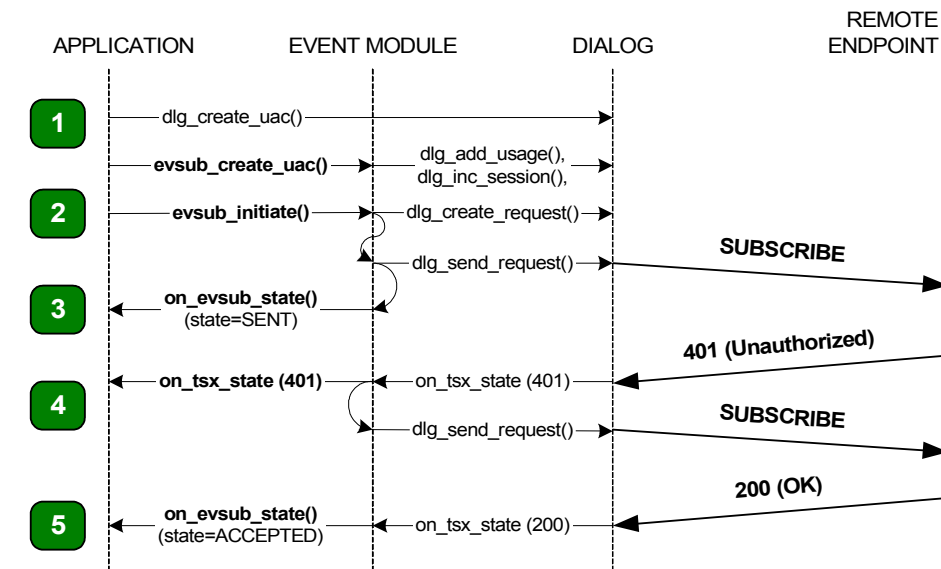 REMOTE
APPLICATION EVENT MODULE DIALOG ENDPOINT
1 dlg_create_uac()
evsub_create_uac() dlg_add_usage(),
dlg_inc_session(),
2 evsub_initiate() dlg_create_request()
dlg_send_request() SUBSCRIBE
3 on_evsub_state()
(state=SENT)
401 (Unauthorized)
4 on_tsx_state (401) on_tsx_state (401)
dlg_send_request() SUBSCRIBE
200 (OK)
5 on_evsub_state() on_tsx_state (200)
(state=ACCEPTED)